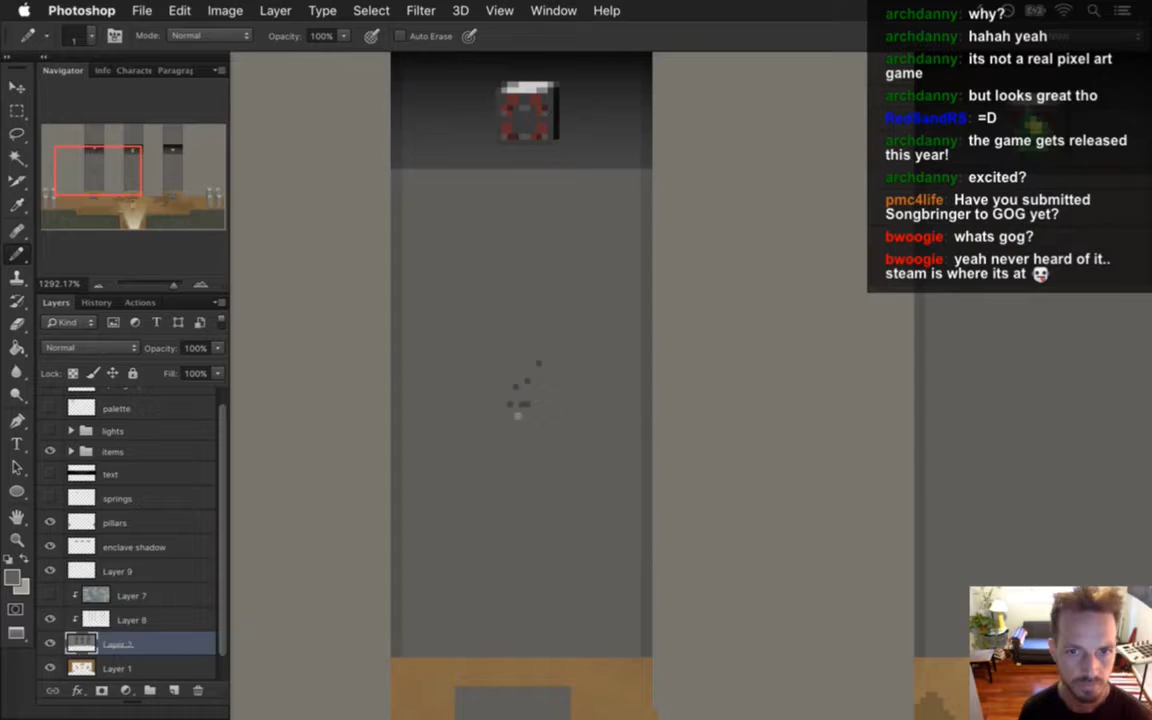 Photoshop File Edit Image Layer Type Select Filter 3D View Window Help
1 Mode: Normal Opacity: 100% Auto Erase
Navigator Info Characte Paragra
1292.17%
Layers History Actions
Kind
Normal Opacity: 100%
Lock: Fill: 100%
palette
lights
items
text
springs
pillars
enclave shadow
Layer 9
Layer 7
Layer 8
Layer 1
fx
archdanny: why?
archdanny: hahah yeah
archdanny: its not a real pixel art
game
archdanny: but looks great tho
RedSandRS: =D
archdanny: the game gets released
this year!
archdanny: excited?
pmc4life: Have you submitted
Songbringer to GOG yet?
bwoogie: whats gog?
bwoogie: yeah never heard of it..
steam is where its at